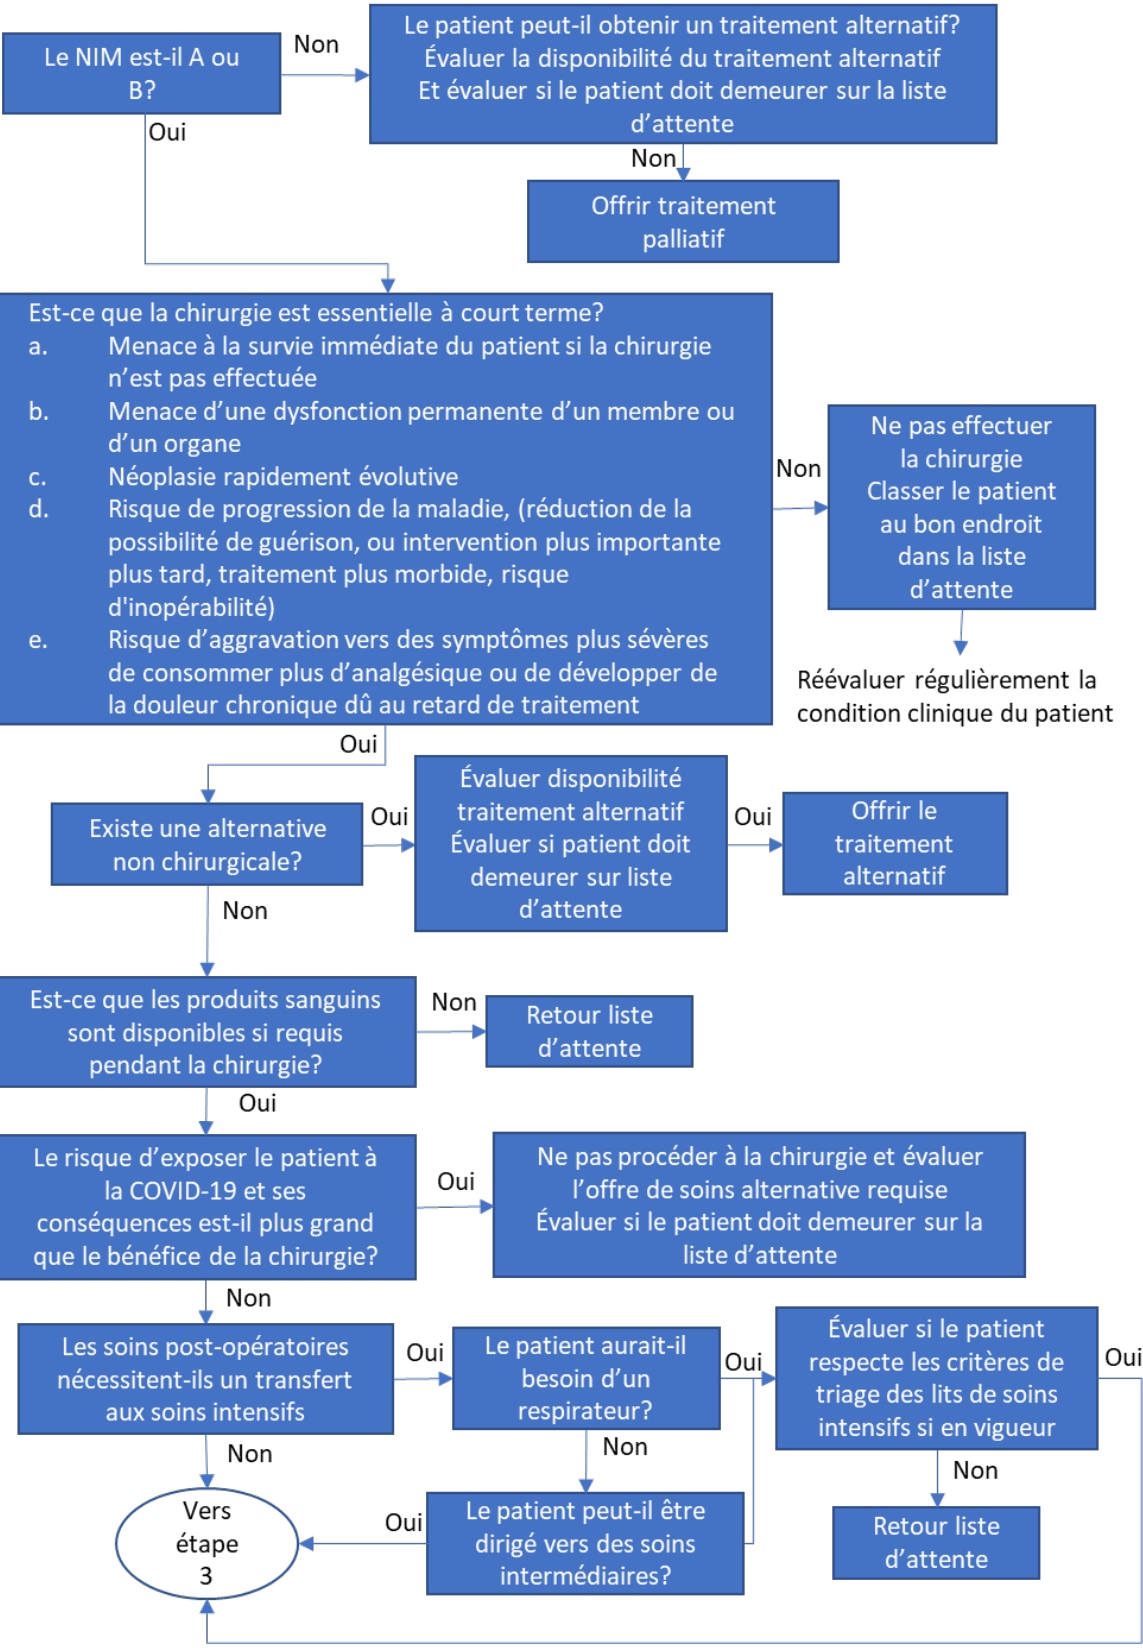 Le NIM est-il A ou
B?
Non
Le patient peut-il obtenir un traitement alternatif?
Évaluer la disponibilité du traitement alternatif
Et évaluer si le patient doit demeurer sur la liste
d'attente
Oui
Non
Offrir traitement
palliatif
Est-ce que la chirurgie est essentielle à court terme?
a. Menace à la survie immédiate du patient si la chirurgie
n'est pas effectuée
b. Menace d'une dysfonction permanente d'un membre ou
d'un organe
c. Néoplasie rapidement évolutive
d. Risque de progression de la maladie, (réduction de la
possibilité de guérison, ou intervention plus importante
plus tard, traitement plus morbide, risque
d'inopérabilité)
e. Risque d'aggravation vers des symptômes plus sévères
de consommer plus d'analgésique ou de développer de
la douleur chronique dû au retard de traitement
Non
Ne pas effectuer
la chirurgie
Classer le patient
au bon endroit
dans la liste
d'attente
Réévaluer régulièrement la
condition clinique du patient
Oui
Existe une alternative
non chirurgicale?
Oui
Évaluer disponibilité
traitement alternatif
Évaluer si patient doit
demeurer sur liste
d'attente
Oui
Offrir le
traitement
alternatif
Non
Est-ce que les produits sanguins
sont disponibles si requis
pendant la chirurgie?
Non
Retour liste
d'attente
Oui
Le risque d'exposer le patient à
la COVID-19 et ses
conséquences est-il plus grand
que le bénéfice de la chirurgie?
Oui
Ne pas procéder à la chirurgie et évaluer
l'offre de soins alternative requise
Évaluer si le patient doit demeurer sur la
liste d'attente
Non
Les soins post-opératoires
nécessitent-ils un transfert
aux soins intensifs
Oui
Le patient aurait-il
besoin d'un
respirateur?
Oui
Évaluer si le patient
respecte les critères de
triage des lits de soins
intensifs si en vigueur
Oui
Non
Non
Non
Vers
étape
3
Oui
Le patient peut-il être
dirigé vers des soins
intermédiaires?
Retour liste
d'attente